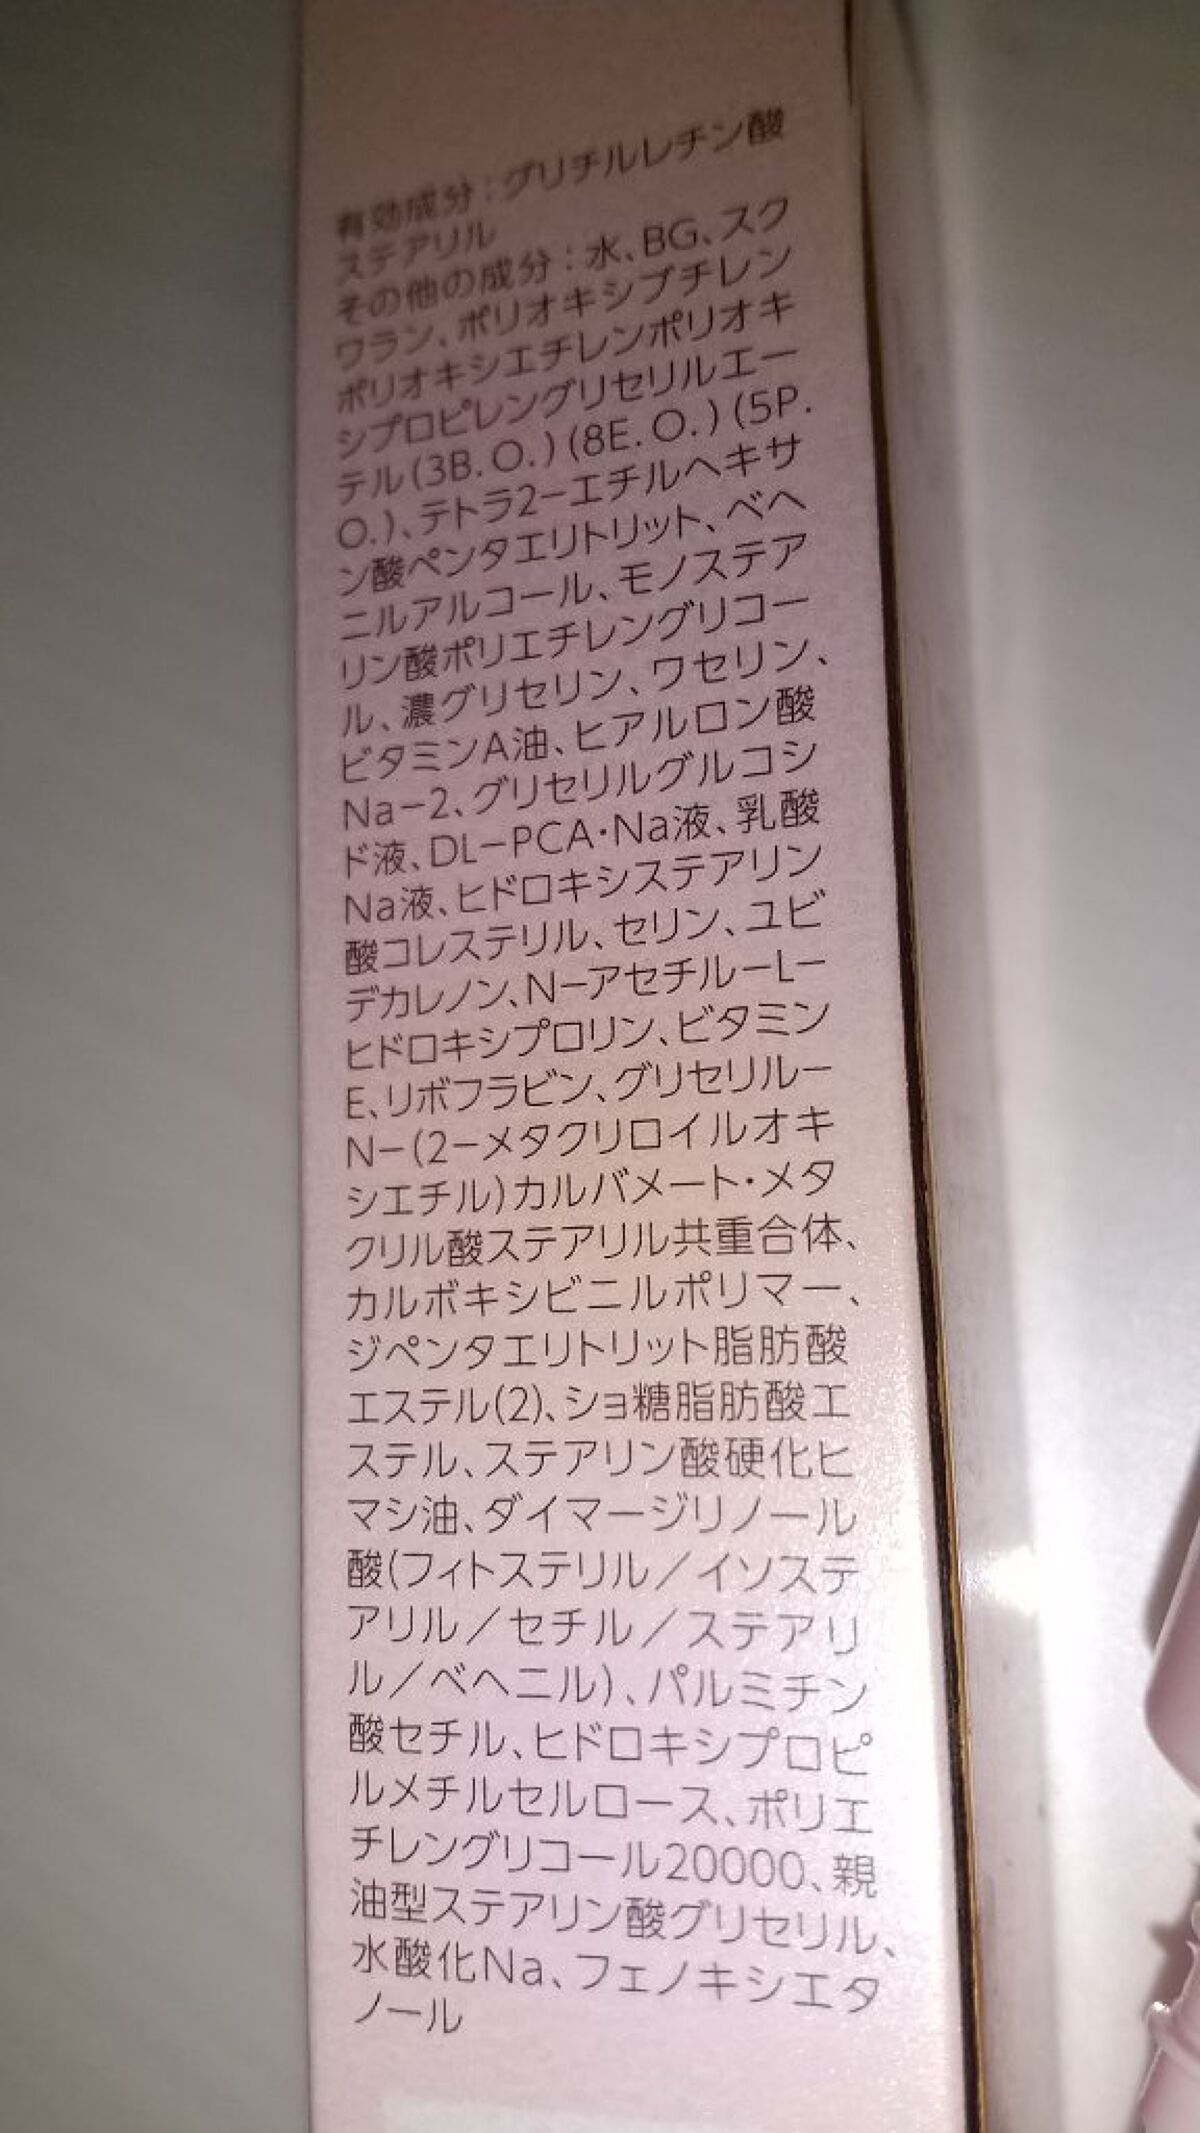 有効成分：グリチルレチン酸
ステアリル
その他の成分：水、BG、スク
ワラン、ポリオキシブチレン
ポリオキシエチレンポリオキ
シプロピレングリセリルエー
テル(3B.O.)(8E.O.)(5P.
O.)、テトラ2－エチルヘキサ
ン酸ペンタエリトリット、ベヘ
ニルアルコール、モノステア
リン酸ポリエチレングリコー
ル、濃グリセリン、ワセリン、
ビタミンA油、ヒアルロン酸
Na－2、グリセリルグルコシ
ド液、DL－PCA・Na液、乳酸
Na液、ヒドロキシステアリン
酸コレステリル、セリン、ユビ
デカレノン、N－アセチル－L－
ヒドロキシプロリン、ビタミン
E、リボフラビン、グリセリル－
N－(2－メタクリロイルオキ
シエチル)カルバメート・メタ
クリル酸ステアリル共重合体、
カルボキシビニルポリマー、
ジペンタエリトリット脂肪酸
エステル(2)、ショ糖脂肪酸エ
ステル、ステアリン酸硬化ヒ
マシ油、ダイマージリノール
酸(フィトステリル／イソステ
アリル／セチル／ステアリ
ル／ベヘニル)、パルミチン
酸セチル、ヒドロキシプロピ
ルメチルセルロース、ポリエ
チレングリコール20000、親
油型ステアリン酸グリセリル、
水酸化Na、フェノキシエタ
ノール